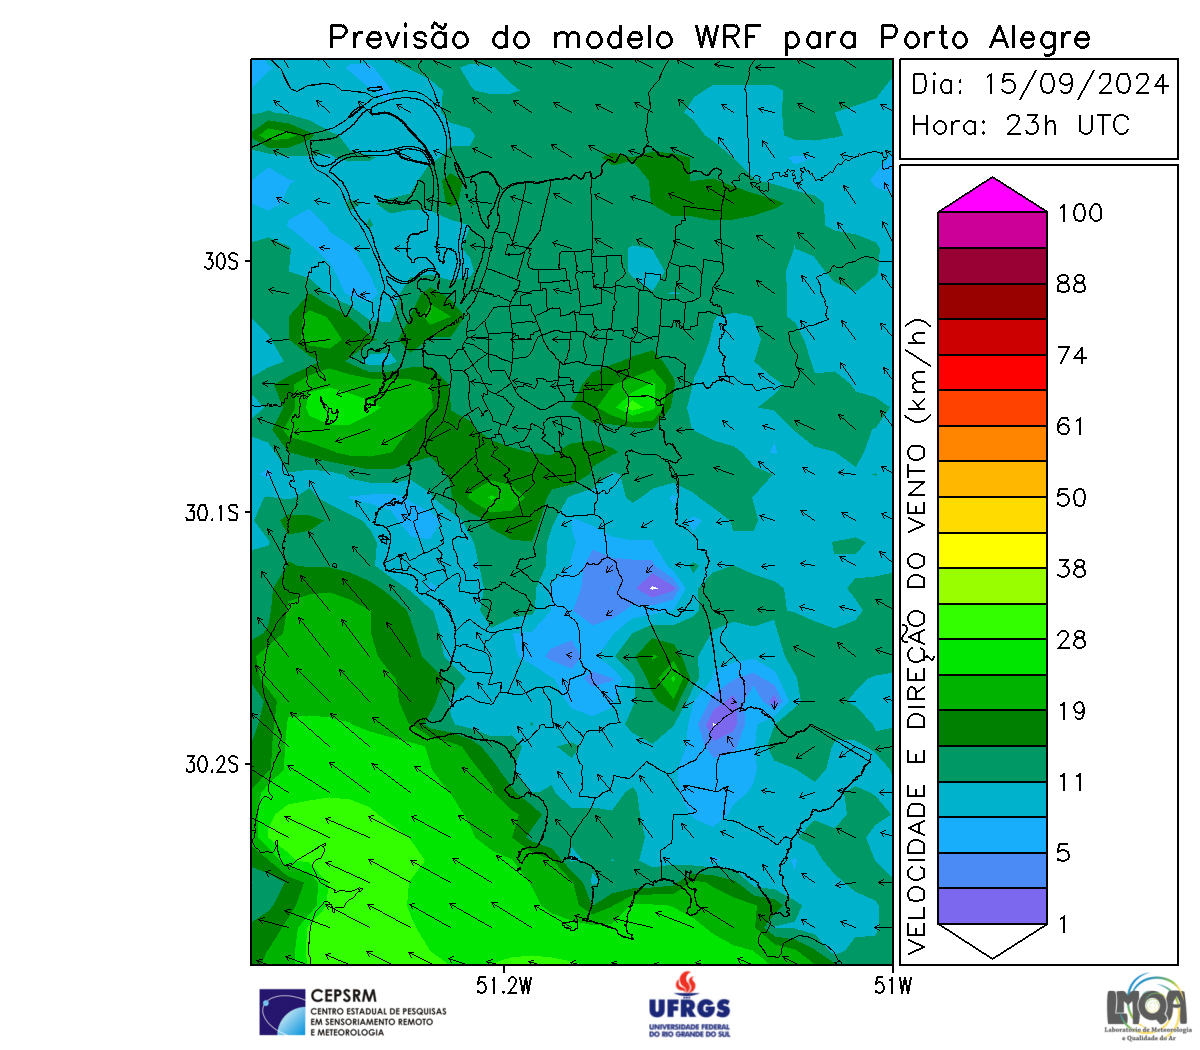 Previsão do modelo WRF para Porto Alegre
Dia: 15/09/2024
Hora: 23h UTC
30S
30.1S
30.2S
51.2W
51W
VELOCIDADE E DIREÇÃO DO VENTO (km/h)
100
88
74
61
50
38
28
19
11
5
1
CEPSRM
CENTRO ESTADUAL DE PESQUISAS
EM SENSORIAMENTO REMOTO
E METEOROLOGIA
UFRGS
UNIVERSIDADE FEDERAL
DO RIO GRANDE DO SUL
LMQA
Laboratório de Meteorologia
e Qualidade do Ar